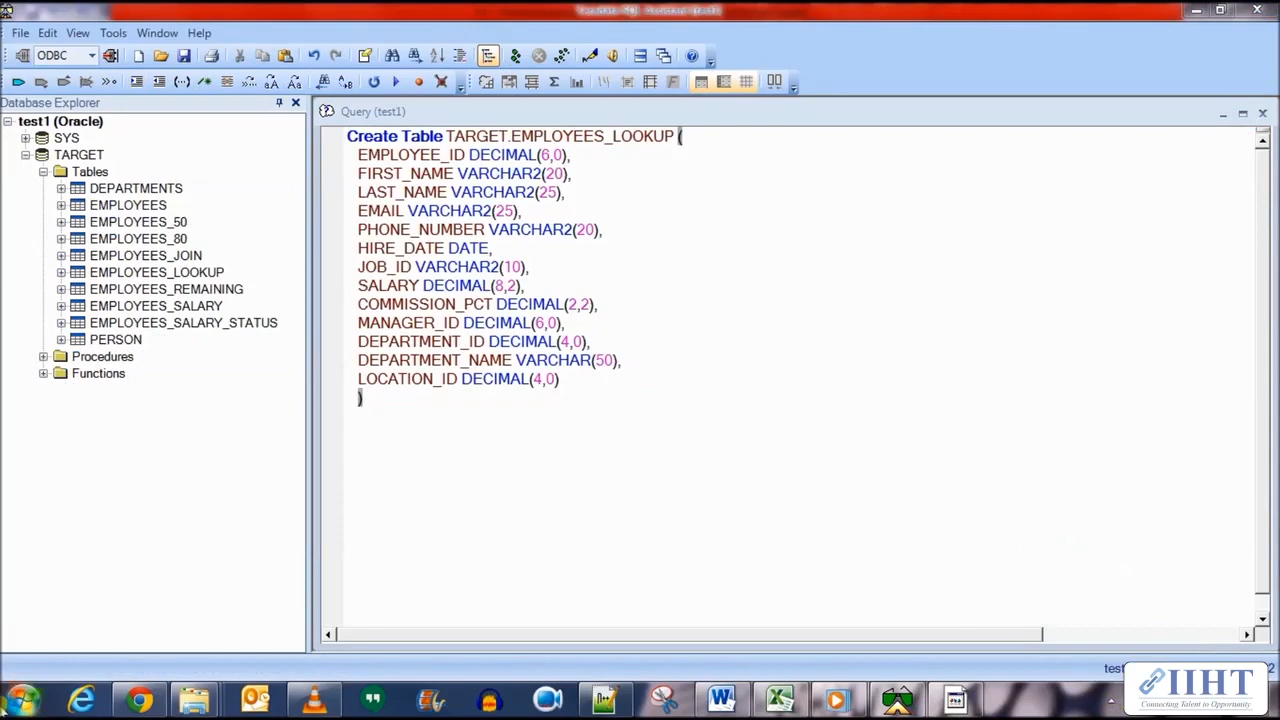 Teradata SQL Assistant (test1)
File Edit View Tools Window Help
ODBC
Database Explorer
test1 (Oracle)
SYS
TARGET
Tables
DEPARTMENTS
EMPLOYEES
EMPLOYEES_50
EMPLOYEES_80
EMPLOYEES_JOIN
EMPLOYEES_LOOKUP
EMPLOYEES_REMAINING
EMPLOYEES_SALARY
EMPLOYEES_SALARY_STATUS
PERSON
Procedures
Functions
Query (test1)
Create Table TARGET.EMPLOYEES_LOOKUP (
EMPLOYEE_ID DECIMAL(6,0),
FIRST_NAME VARCHAR2(20),
LAST_NAME VARCHAR2(25),
EMAIL VARCHAR2(25),
PHONE_NUMBER VARCHAR2(20),
HIRE_DATE DATE,
JOB_ID VARCHAR2(10),
SALARY DECIMAL(8,2),
COMMISSION_PCT DECIMAL(2,2),
MANAGER_ID DECIMAL(6,0),
DEPARTMENT_ID DECIMAL(4,0),
DEPARTMENT_NAME VARCHAR(50),
LOCATION_ID DECIMAL(4,0)
)
IIHT
Connecting Talent to Opportunity